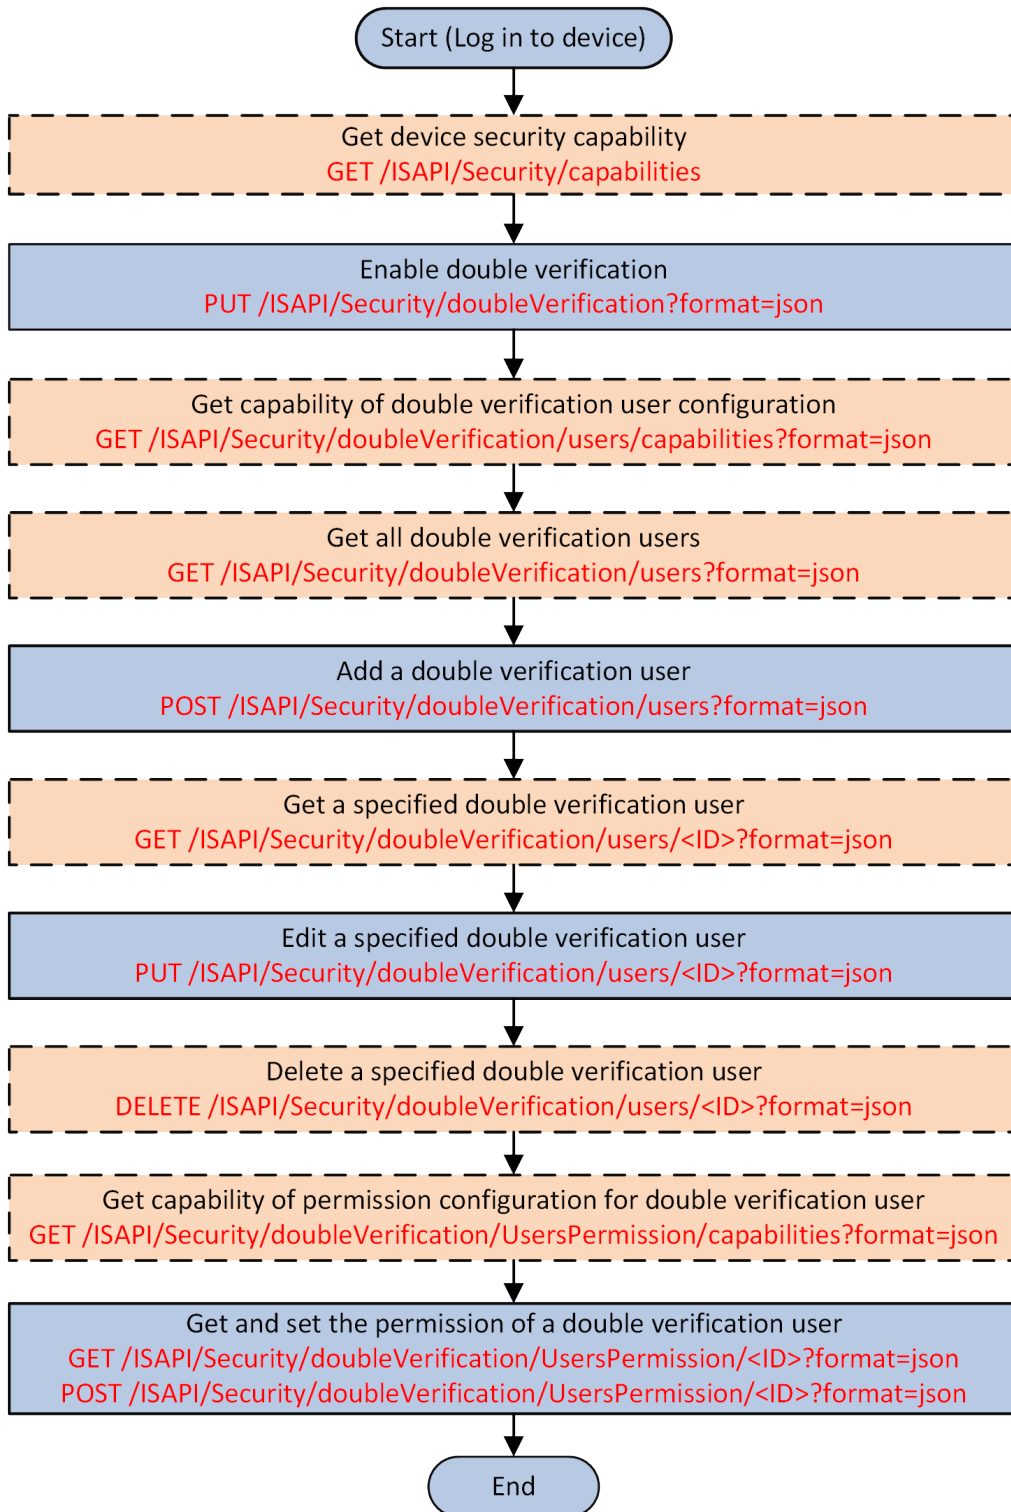 Start (Log in to device)
Get device security capability
GET /ISAPI/Security/capabilities
Enable double verification
PUT /ISAPI/Security/doubleVerification?format=json
Get capability of double verification user configuration
GET /ISAPI/Security/doubleVerification/users/capabilities?format=json
Get all double verification users
GET /ISAPI/Security/doubleVerification/users?format=json
Add a double verification user
POST /ISAPI/Security/doubleVerification/users?format=json
Get a specified double verification user
GET /ISAPI/Security/doubleVerification/users/<ID>?format=json
Edit a specified double verification user
PUT /ISAPI/Security/doubleVerification/users/<ID>?format=json
Delete a specified double verification user
DELETE /ISAPI/Security/doubleVerification/users/<ID>?format=json
Get capability of permission configuration for double verification user
GET /ISAPI/Security/doubleVerification/UsersPermission/capabilities?format=json
Get and set the permission of a double verification user
GET /ISAPI/Security/doubleVerification/UsersPermission/<ID>?format=json
POST /ISAPI/Security/doubleVerification/UsersPermission/<ID>?format=json
End